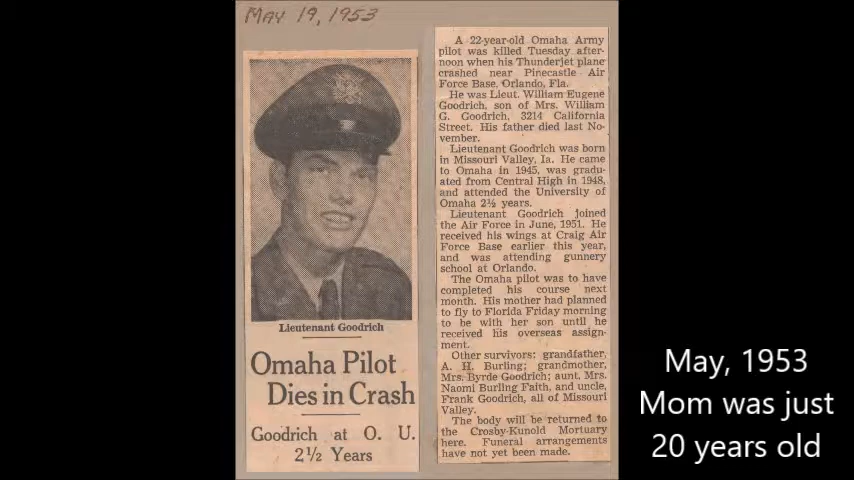 MAY 19, 1953
Lieutenant Goodrich
Omaha Pilot
Dies in Crash
Goodrich at O. U.
2½ Years
A 22-year-old Omaha Army
pilot was killed Tuesday after-
noon when his Thunderjet plane
crashed near Pinecastle Air
Force Base, Orlando, Fla.
He was Lieut. William Eugene
Goodrich, son of Mrs. William
G. Goodrich, 3214 California
Street. His father died last No-
vember.
Lieutenant Goodrich was born
in Missouri Valley, Ia. He came
to Omaha in 1945, was gradu-
ated from Central High in 1948,
and attended the University of
Omaha 2½ years.
Lieutenant Goodrich joined
the Air Force in June, 1951. He
received his wings at Craig Air
Force Base earlier this year,
and was attending gunnery
school at Orlando.
The Omaha pilot was to have
completed his course next
month. His mother had planned
to fly to Florida Friday morning
to be with her son until he
received his overseas assign-
ment.
Other survivors: grandfather,
A. H. Burling; grandmother,
Mrs. Byrde Goodrich; aunt, Mrs.
Naomi Burling Faith, and uncle,
Frank Goodrich, all of Missouri
Valley.
The body will be returned to
the Crosby-Kunold Mortuary
here. Funeral arrangements
have not yet been made.
May, 1953
Mom was just
20 years old